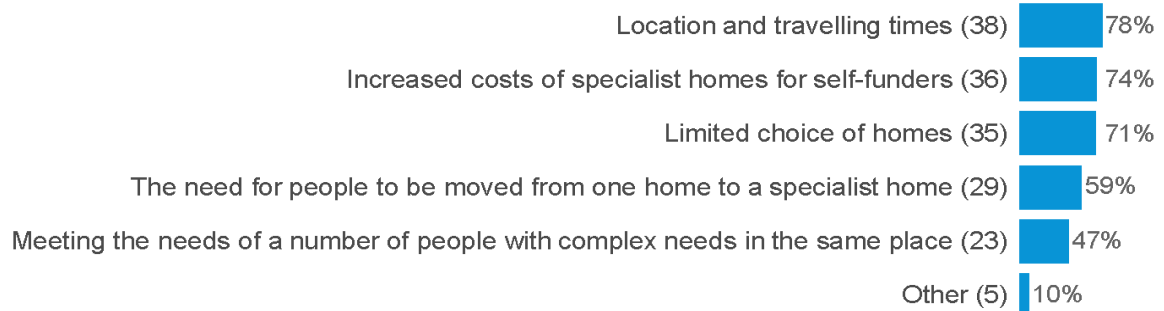 Location and travelling times (38) 78%
Increased costs of specialist homes for self-funders (36) 74%
Limited choice of homes (35) 71%
The need for people to be moved from one home to a specialist home (29) 59%
Meeting the needs of a number of people with complex needs in the same place (23) 47%
Other (5) 10%